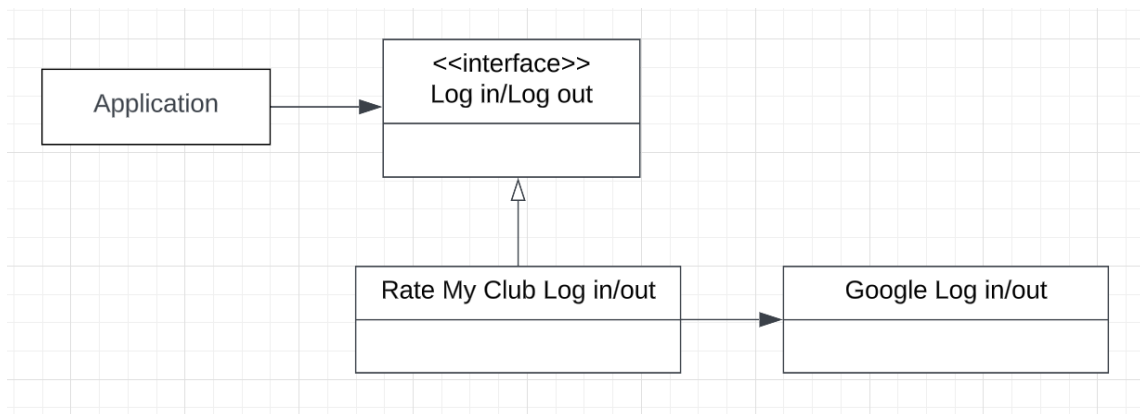 <<interface>>
Log in/Log out
Application
Rate My Club Log in/out
Google Log in/out